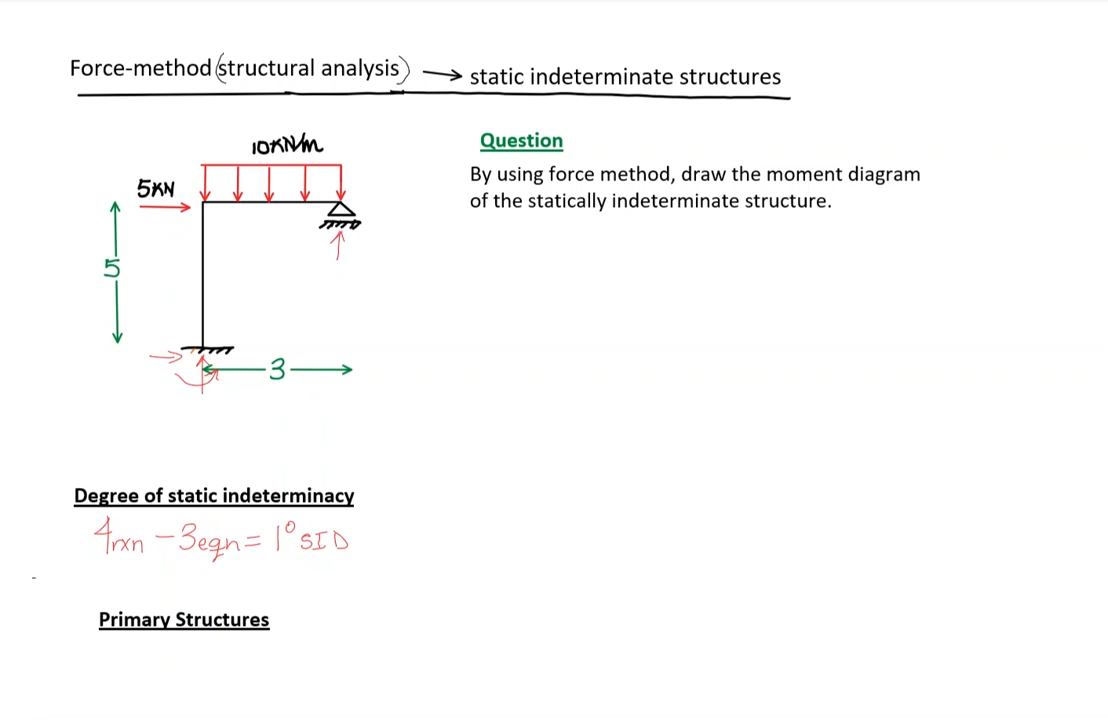 Force-method (structural analysis) → static indeterminate structures
Question
By using force method, draw the moment diagram
of the statically indeterminate structure.
10KN/m
5KN
5
3
Degree of static indeterminacy
4rxn - 3eqn = 1° SID
Primary Structures